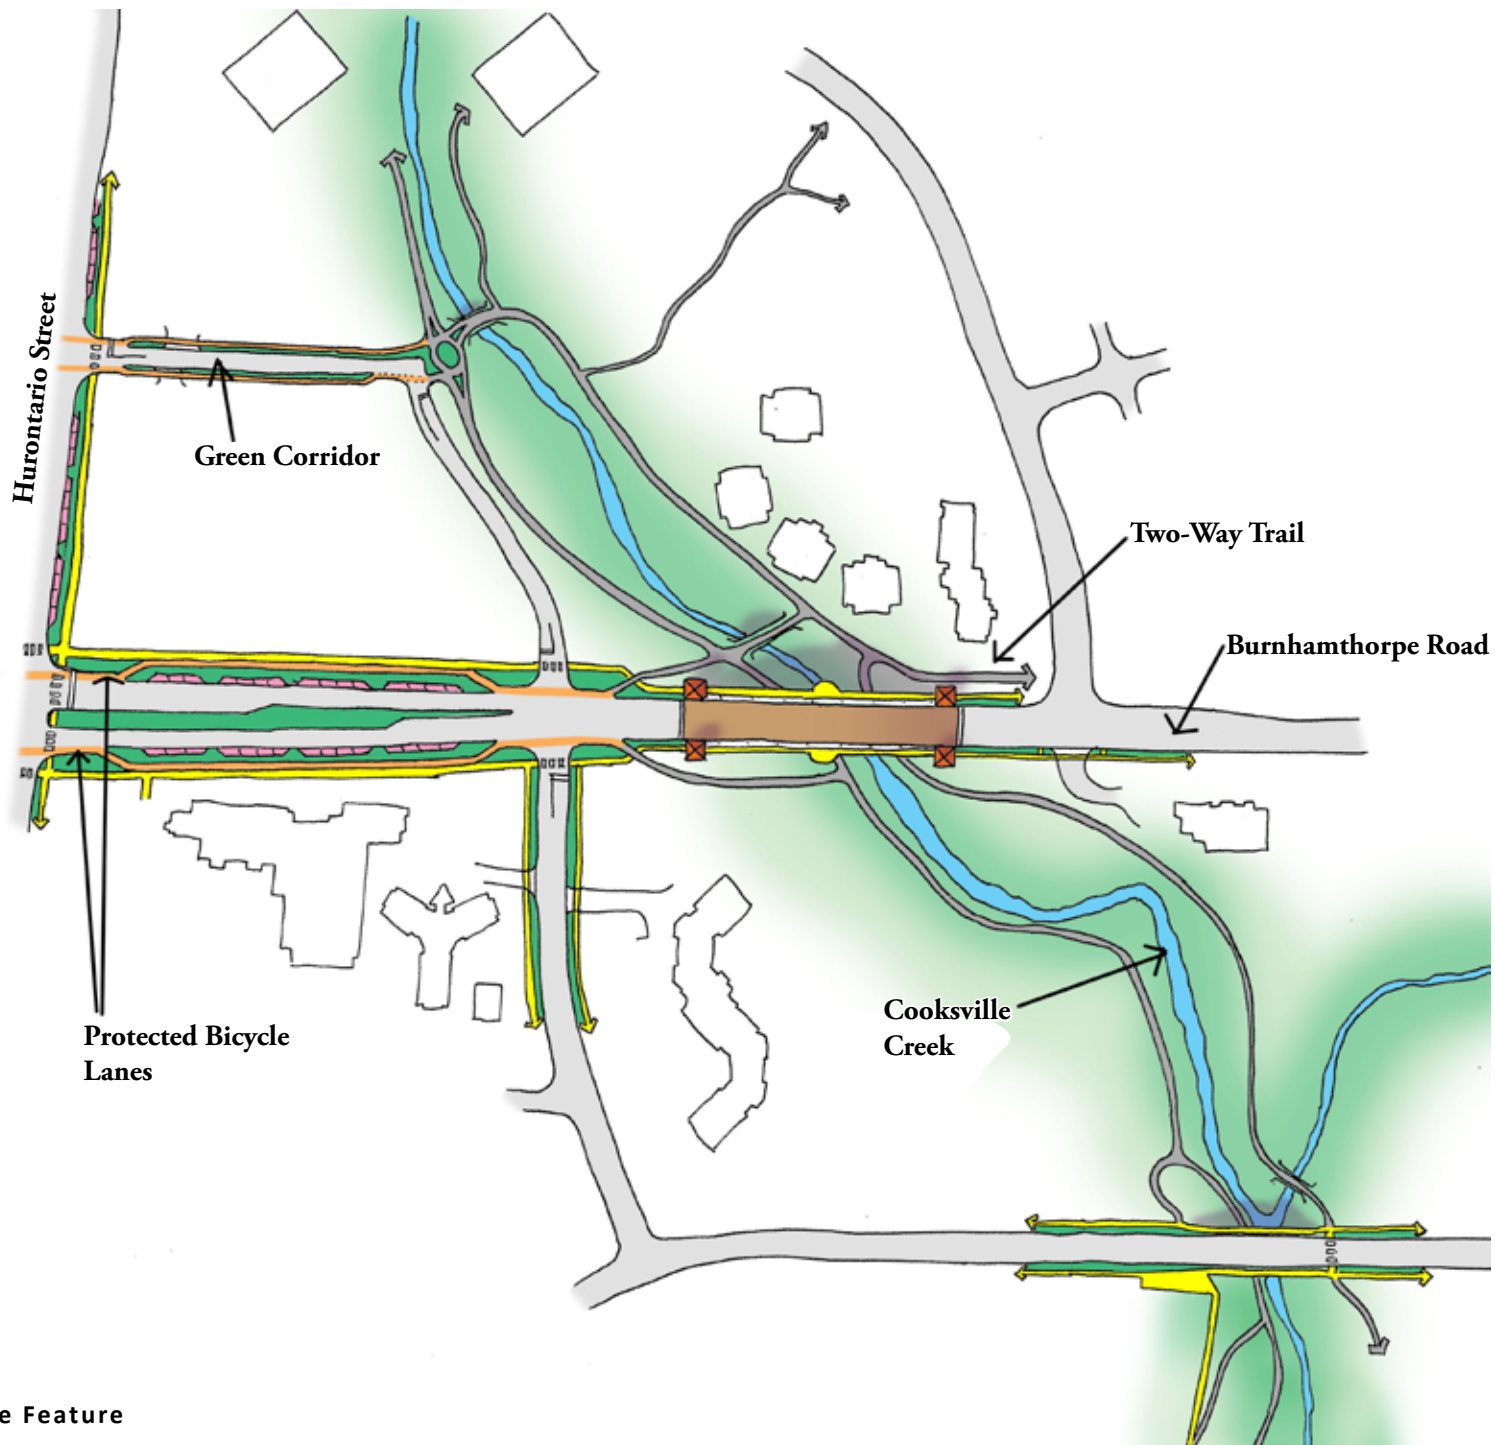 Hurontario Street
Green Corridor
Two-Way Trail
Burnhamthorpe Road
Cooksville
Creek
Protected Bicycle
Lanes
e Feature